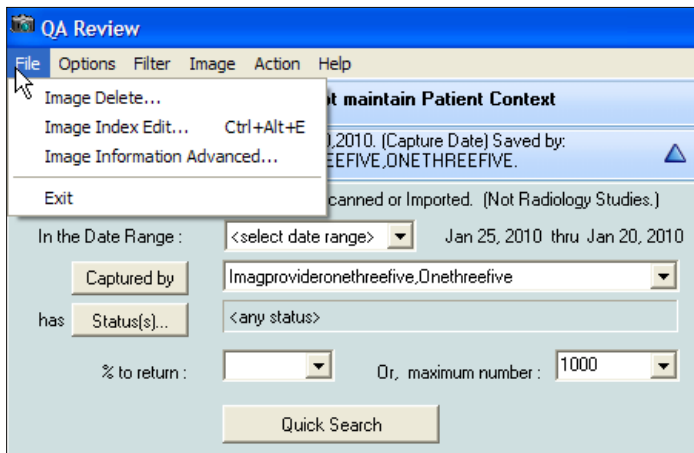 QA Review
File Options Filter Image Action Help
Image Delete...
Image Index Edit... Ctrl+Alt+E
Image Information Advanced...
Exit
maintain Patient Context
,2010. (Capture Date) Saved by:
EEFIVE,ONETHREEFIVE.
canned or Imported. (Not Radiology Studies.)
In the Date Range : <select date range> Jan 25, 2010 thru Jan 20, 2010
Captured by Imagprovideronethreefive,Onethreefive
has Status(s)... <any status>
% to return : Or, maximum number : 1000
Quick Search